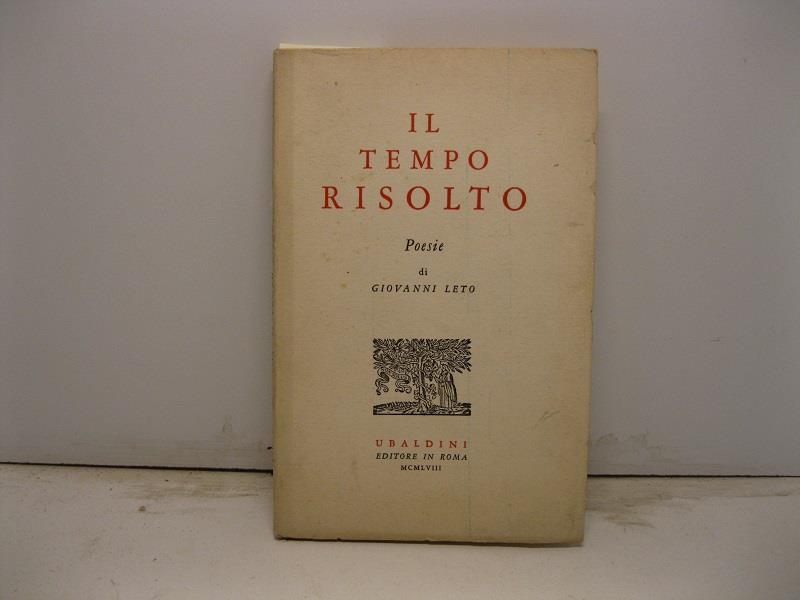 IL
TEMPO
RISOLTO
Poesie
di
GIOVANNI LETO
UBALDINI
EDITORE IN ROMA
MCMLVIII